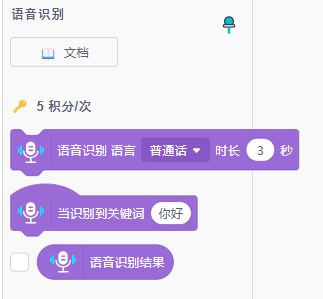 语音识别
文档
5 积分/次
语音识别 语言 普通话 时长 3 秒
当识别到关键词 你好
语音识别结果